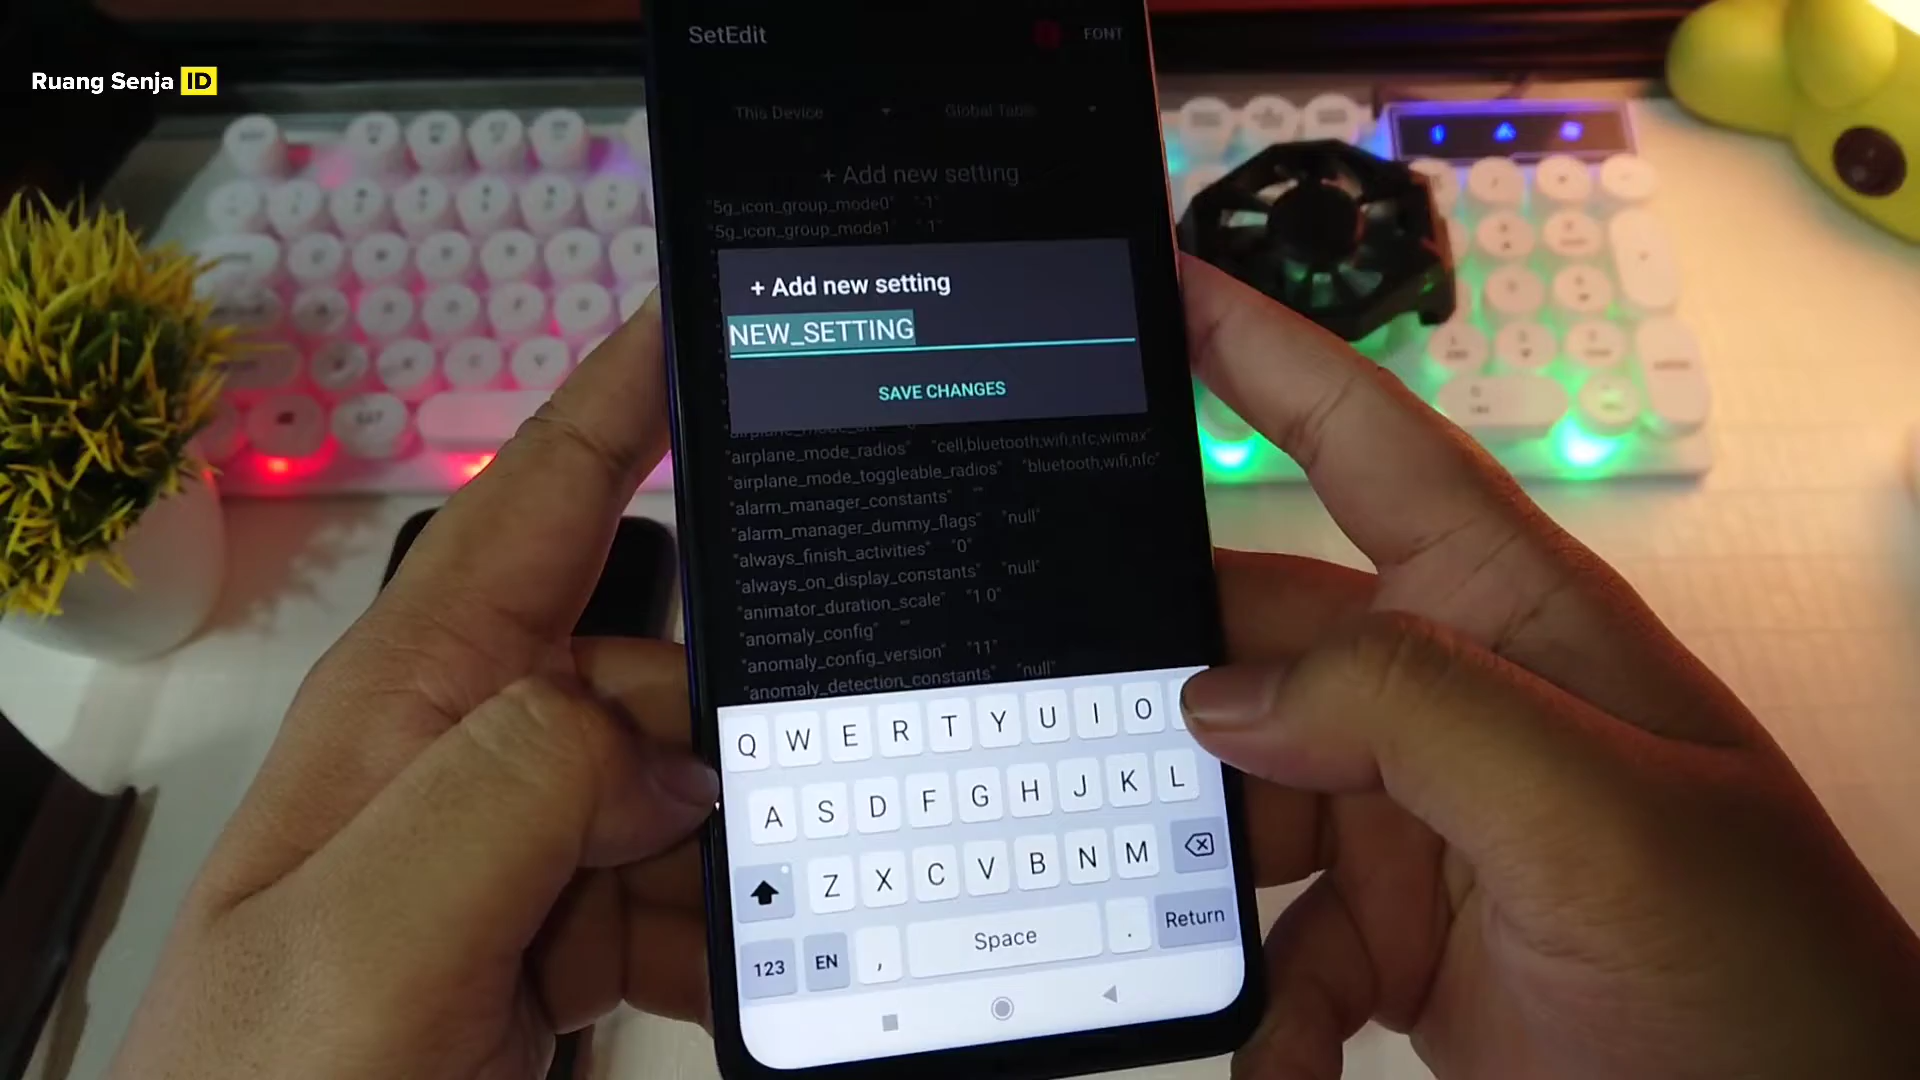 Ruang Senja ID
SetEdit
FONT
This Device
Global Table
+ Add new setting
"5g_icon_group_mode0" "-1"
"5g_icon_group_mode1" "1"
+ Add new setting
NEW_SETTING
SAVE CHANGES
"airplane_mode_radios" "cell,bluetooth,wifi,nfc,wimax"
"airplane_mode_toggleable_radios" "bluetooth,wifi,nfc"
"alarm_manager_constants" ""
"alarm_manager_dummy_flags" "null"
"always_finish_activities" "0"
"always_on_display_constants" "null"
"animator_duration_scale" "1.0"
"anomaly_config" ""
"anomaly_config_version" "11"
"anomaly_detection_constants" "null"
Q W E R T Y U I O
A S D F G H J K L
Z X C V B N M
123 EN , Space . Return